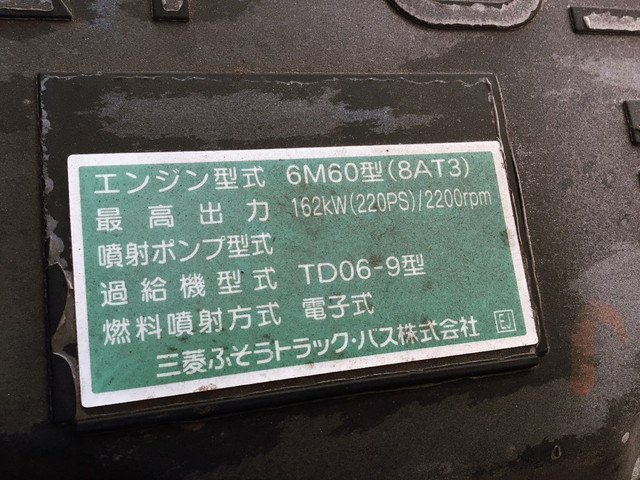 エンジン型式 6M60型(8AT3)
最高出力 162kW(220PS)/2200rpm
噴射ポンプ型式
過給機型式 TD06-9型
燃料噴射方式 電子式
三菱ふそうトラック・バス株式会社 EJ